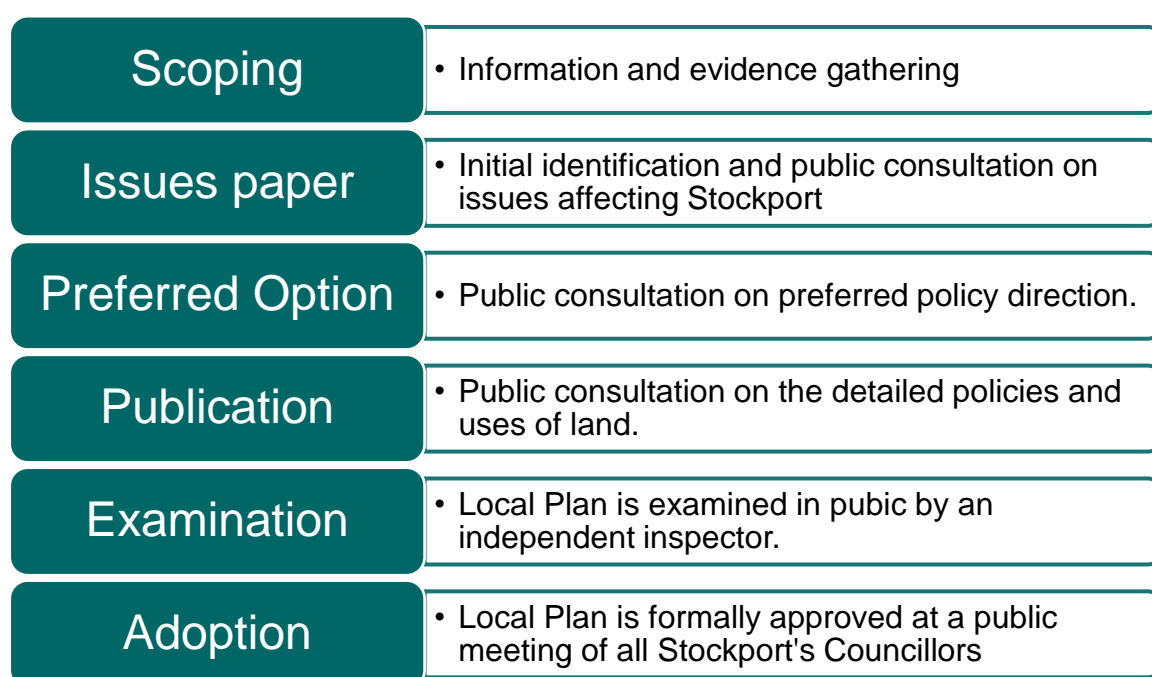 Scoping
• Information and evidence gathering
Issues paper
• Initial identification and public consultation on
issues affecting Stockport
Preferred Option
• Public consultation on preferred policy direction.
Publication
• Public consultation on the detailed policies and
uses of land.
Examination
• Local Plan is examined in pubic by an
independent inspector.
Adoption
• Local Plan is formally approved at a public
meeting of all Stockport's Councillors